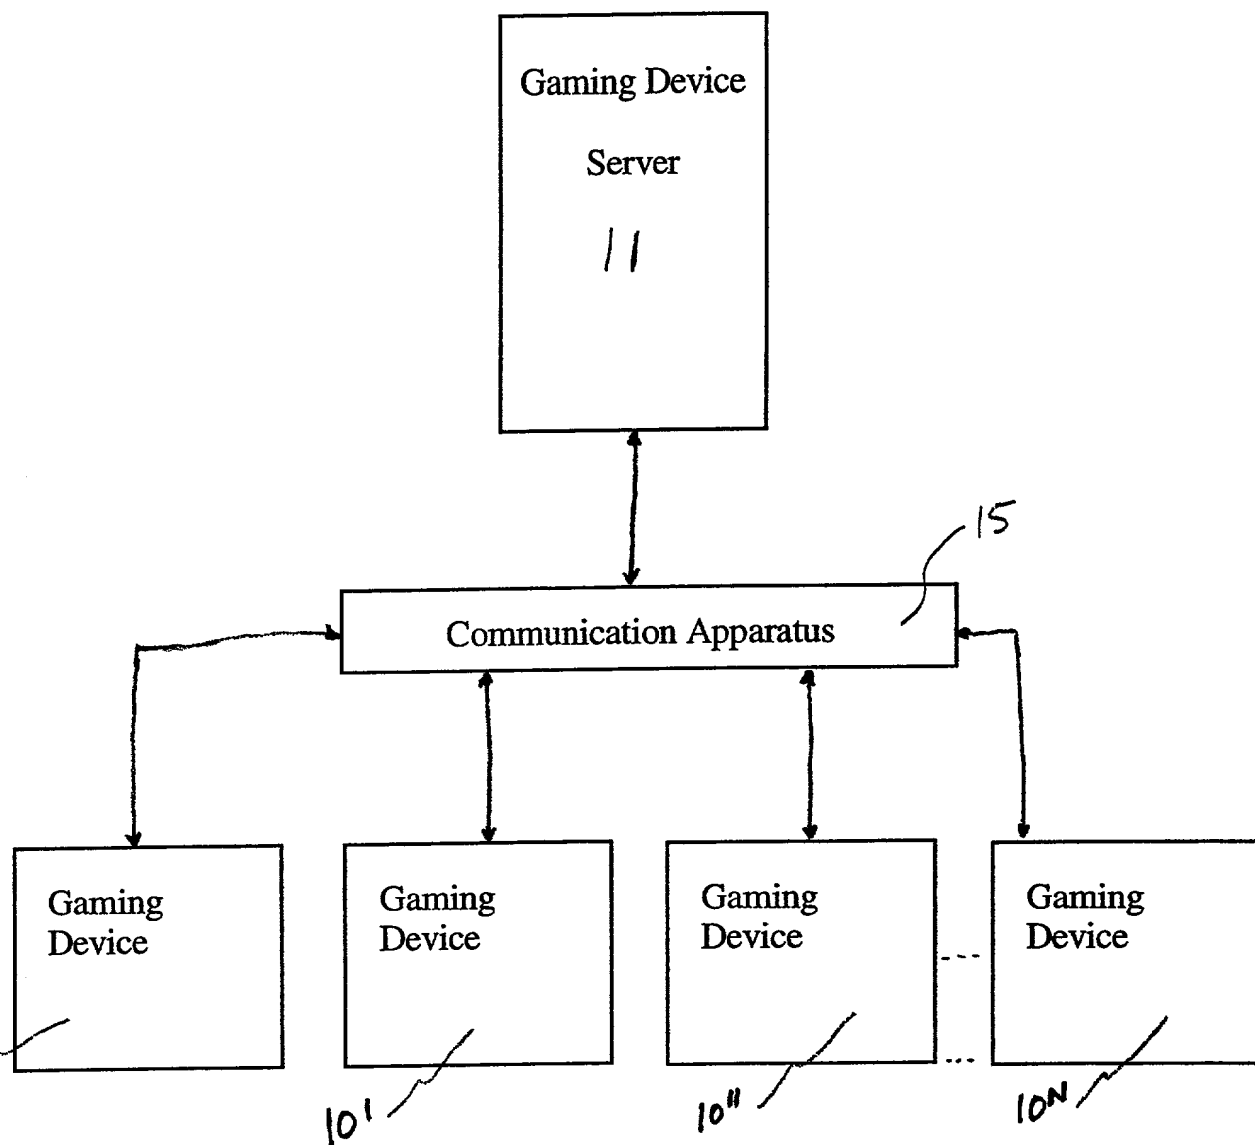 Gaming Device
Server
11
15
Communication Apparatus
Gaming
Device
Gaming
Device
Gaming
Device
Gaming
Device
10'
10"
10N